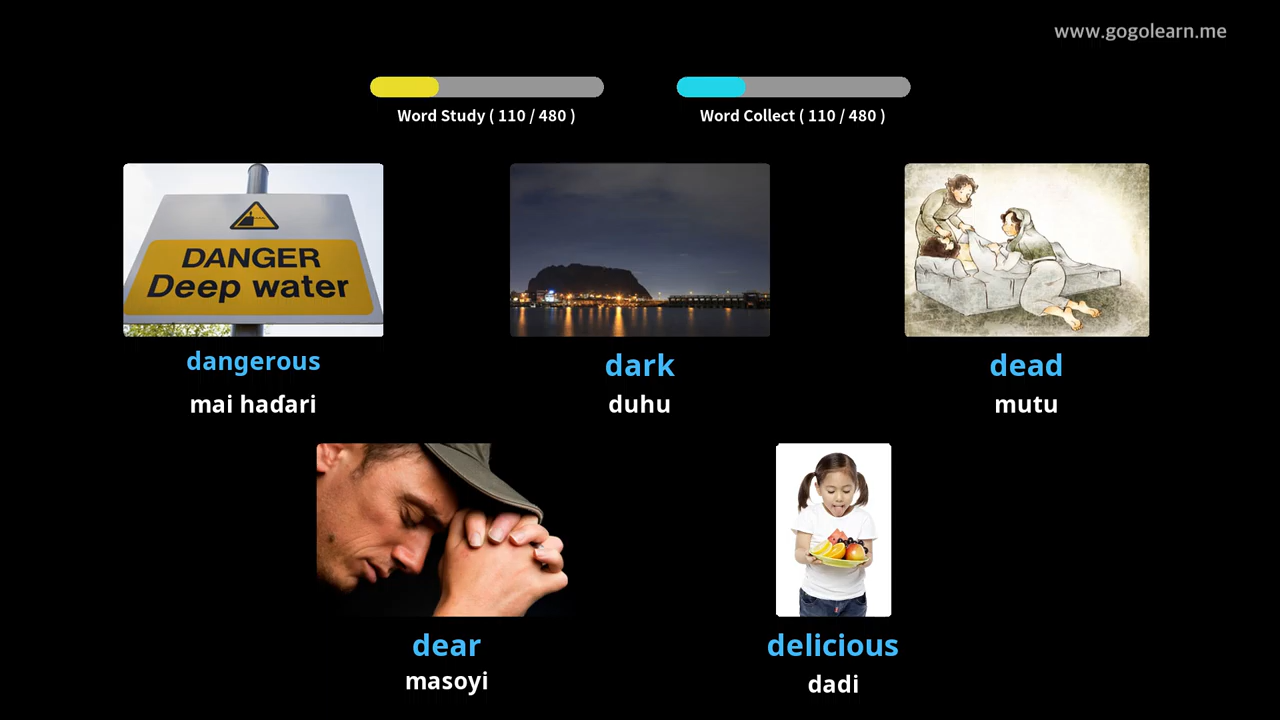 www.gogolearn.me
Word Study ( 110 / 480 )
Word Collect ( 110 / 480 )
DANGER
Deep water
dangerous
dark
dead
mai haɗari
duhu
mutu
dear
delicious
masoyi
dadi